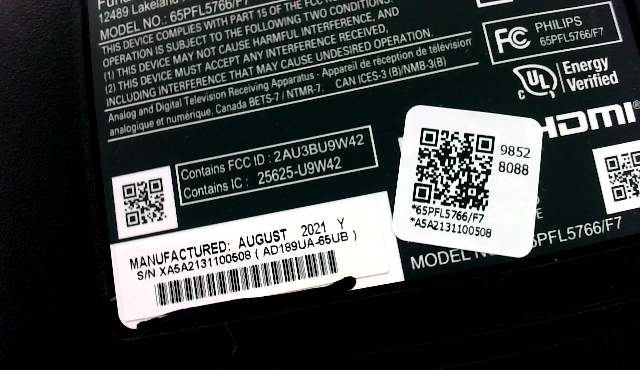 12489 Lakeland
MODEL NO.: 65PFL5766/F7
THIS DEVICE COMPLIES WITH PART 15 OF THE FCC
OPERATION IS SUBJECT TO THE FOLLOWING TWO CONDITIONS:
(1) THIS DEVICE MAY NOT CAUSE HARMFUL INTERFERENCE, AND
(2) THIS DEVICE MUST ACCEPT ANY INTERFERENCE RECEIVED,
INCLUDING INTERFERENCE THAT MAY CAUSE UNDESIRED OPERATION.
Analog and Digital Television Receiving Apparatus - Appareil de réception de télévision
analogique et numérique, Canada BETS-7 / NTMR-7. CAN ICES-3 (B)/NMB-3(B)
FC PHILIPS
65PFL5766/F7
c UL Energy
Verified
HDMI®
Contains FCC ID : 2AU3BU9W42
Contains IC : 25625-U9W42
9852
8088
*65PFL5766/F7
*A5A2131100508
MANUFACTURED: AUGUST 2021 Y
S/N XA5A2131100508 ( AD189UA-65UB )
MODEL NO 65PFL5766/F7